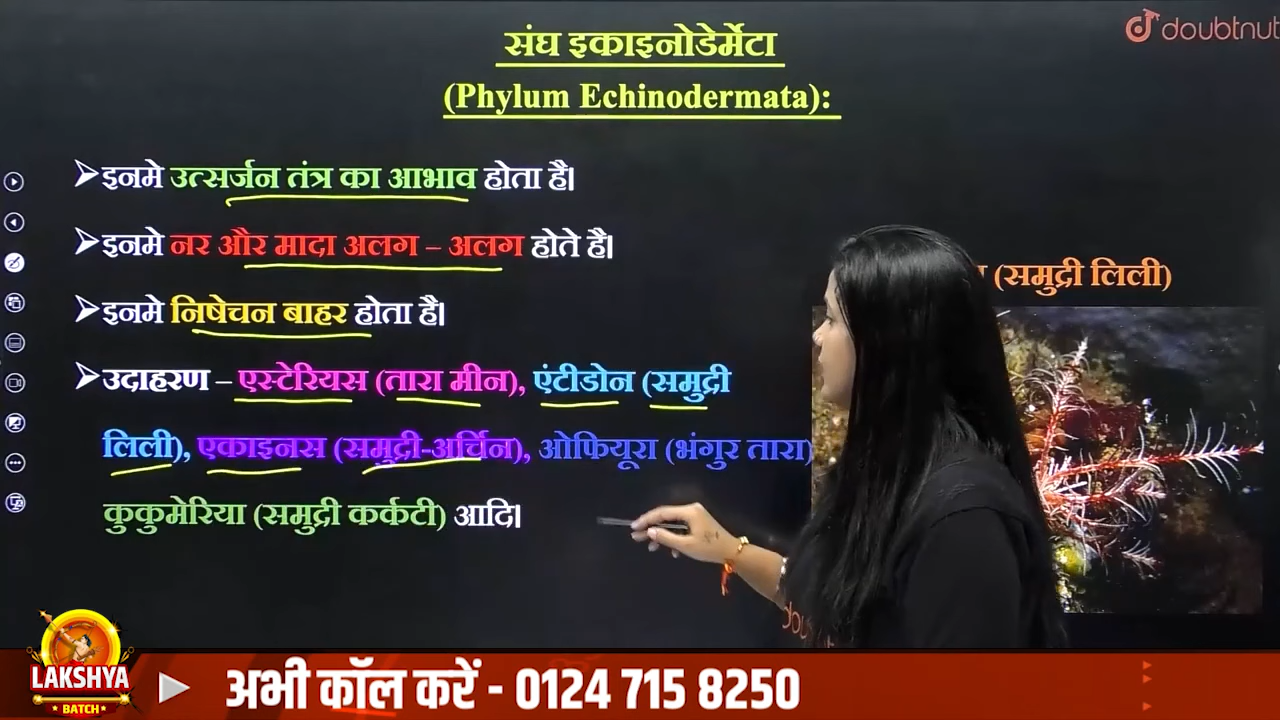 संघ इकाइनोडेर्मेटा
doubtnut
(Phylum Echinodermata):
➢इनमे उत्सर्जन तंत्र का आभाव होता है।
➢इनमे नर और मादा अलग – अलग होते है।
(समुद्री लिली)
➢इनमे निषेचन बाहर होता है।
➢उदाहरण – एस्टेरियस (तारा मीन), एंटीडोन (समुद्री
लिली), एकाइनस (समुद्री-अर्चिन), ओफियूरा (भंगुर तारा)
कुकुमेरिया (समुद्री कर्कटी) आदि।
LAKSHYA
BATCH
अभी कॉल करें - 0124 715 8250